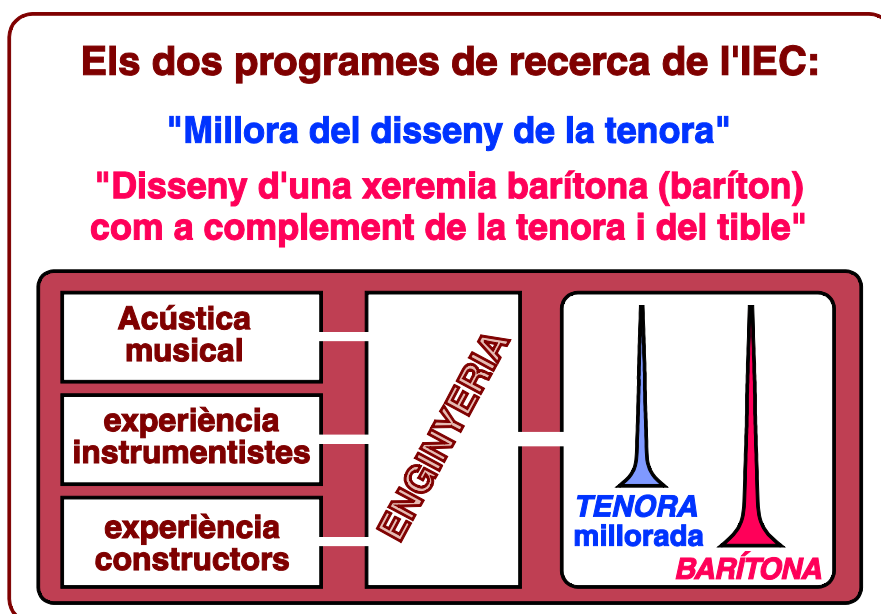 Els dos programes de recerca de l'IEC:
"Millora del disseny de la tenora"
"Disseny d'una xeremia barítona (baríton)
com a complement de la tenora i del tible"
Acústica
musical
experiència
instrumentistes
experiència
constructors
ENGINYERIA
TENORA
millorada
BARÍTONA